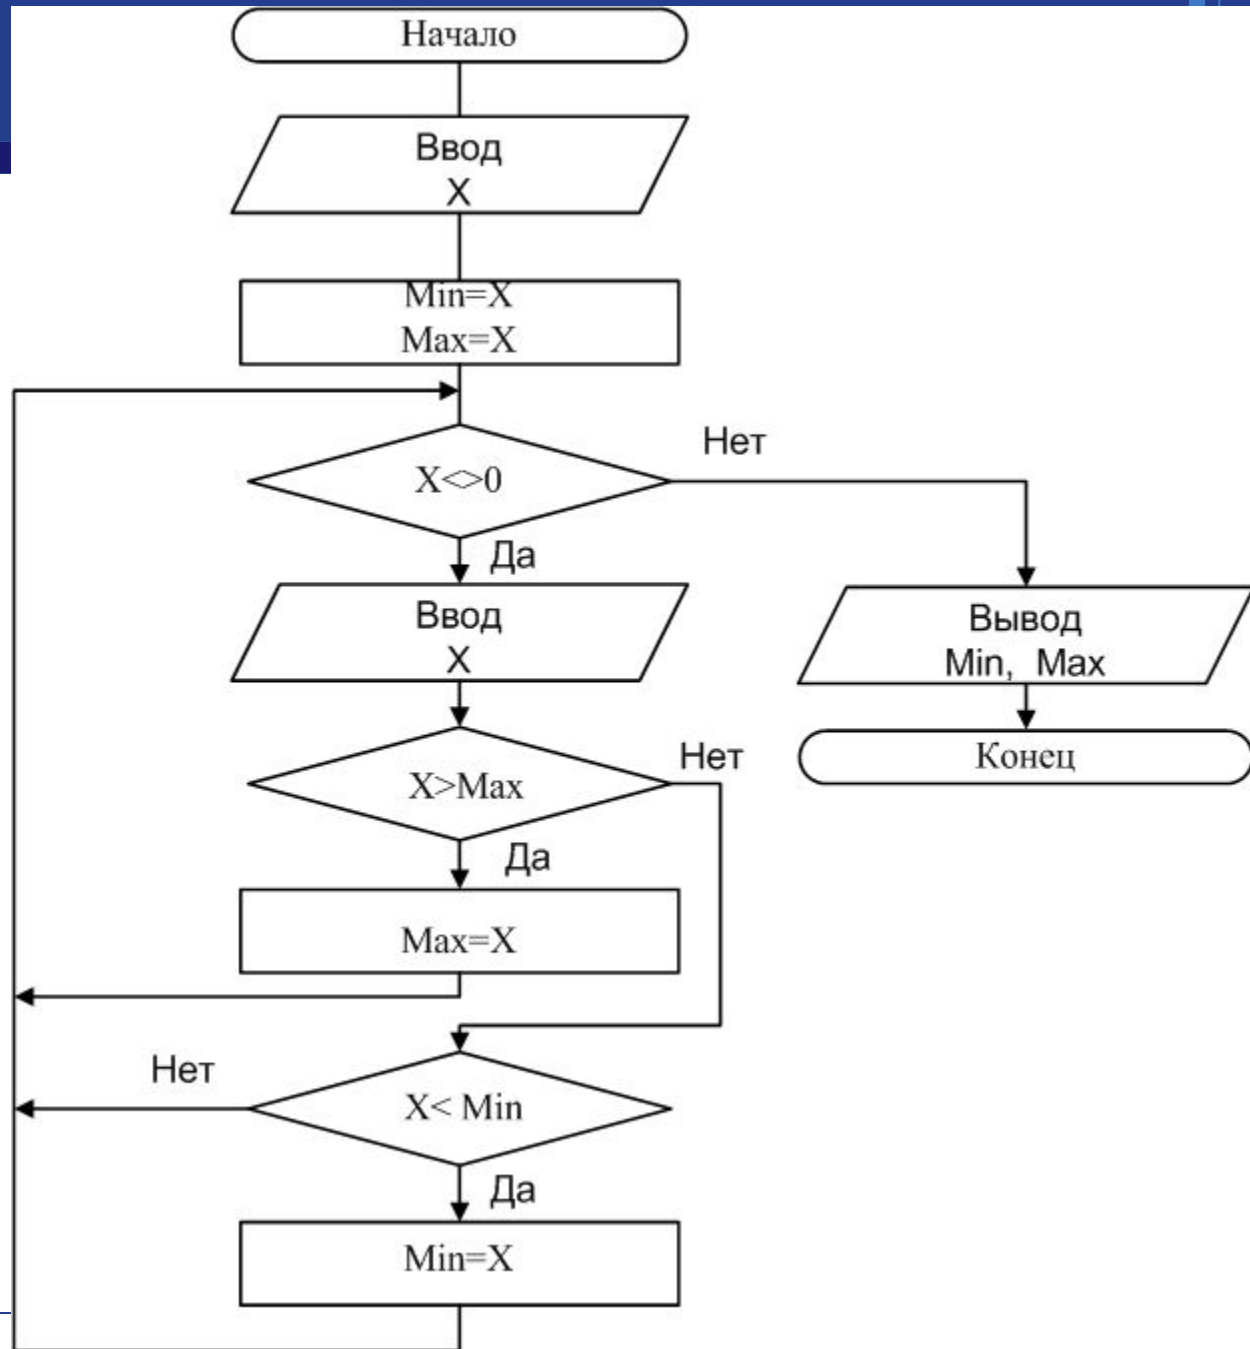 Начало
Ввод
X
Min=X
Max=X
X<>0
Нет
Да
Ввод
X
Вывод
Min, Max
X>Max
Нет
Конец
Да
Max=X
Нет
X< Min
Да
Min=X